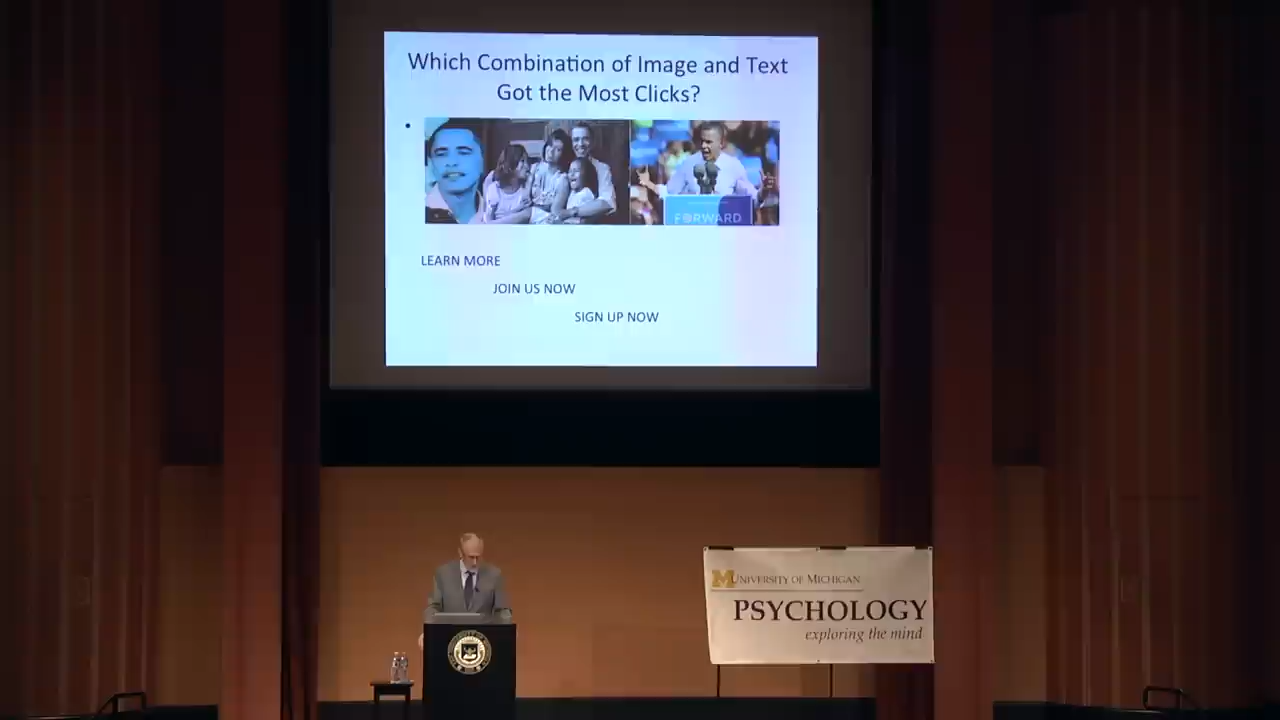 Which Combination of Image and Text
Got the Most Clicks?
FORWARD
LEARN MORE
JOIN US NOW
SIGN UP NOW
M UNIVERSITY OF MICHIGAN
PSYCHOLOGY
exploring the mind